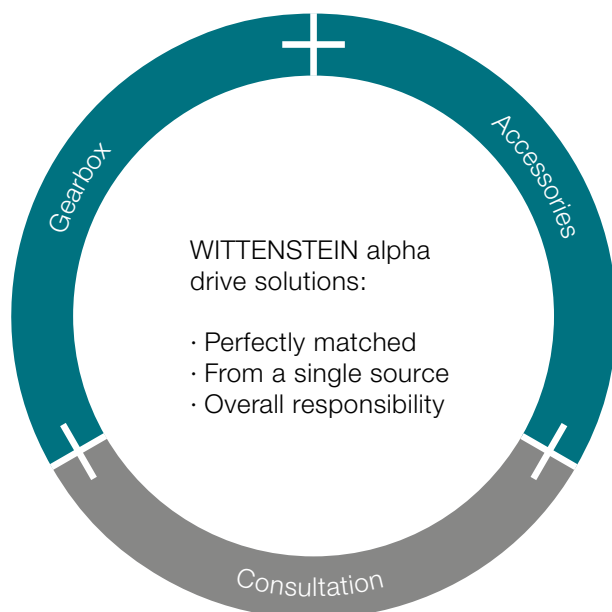 Gearbox
Accessories
WITTENSTEIN alpha
drive solutions:
· Perfectly matched
· From a single source
· Overall responsibility
Consultation